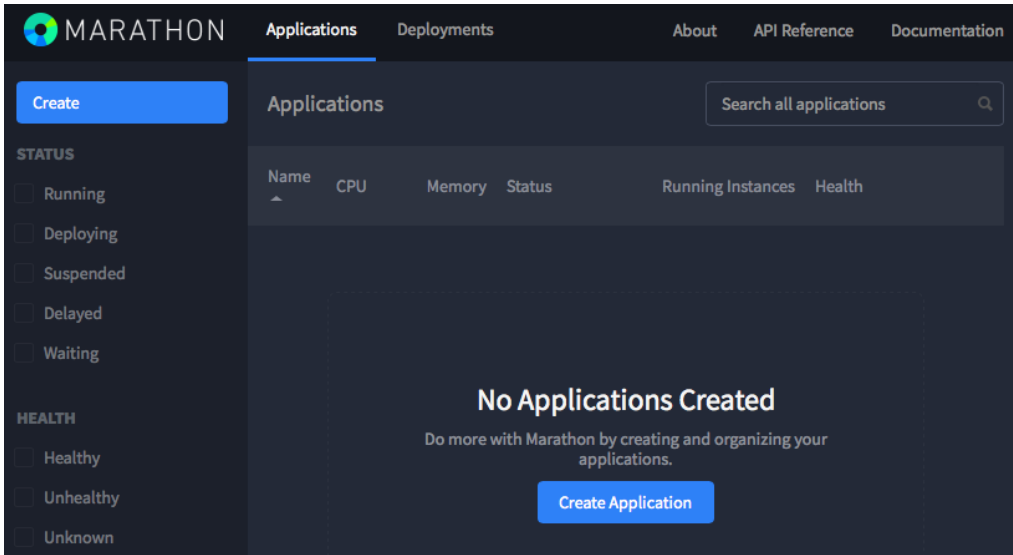 MARATHON
Applications
Deployments
About
API Reference
Documentation
Create
STATUS
Running
Deploying
Suspended
Delayed
Waiting
HEALTH
Healthy
Unhealthy
Unknown
Applications
Search all applications
Name
CPU
Memory
Status
Running Instances
Health
No Applications Created
Do more with Marathon by creating and organizing your
applications.
Create Application